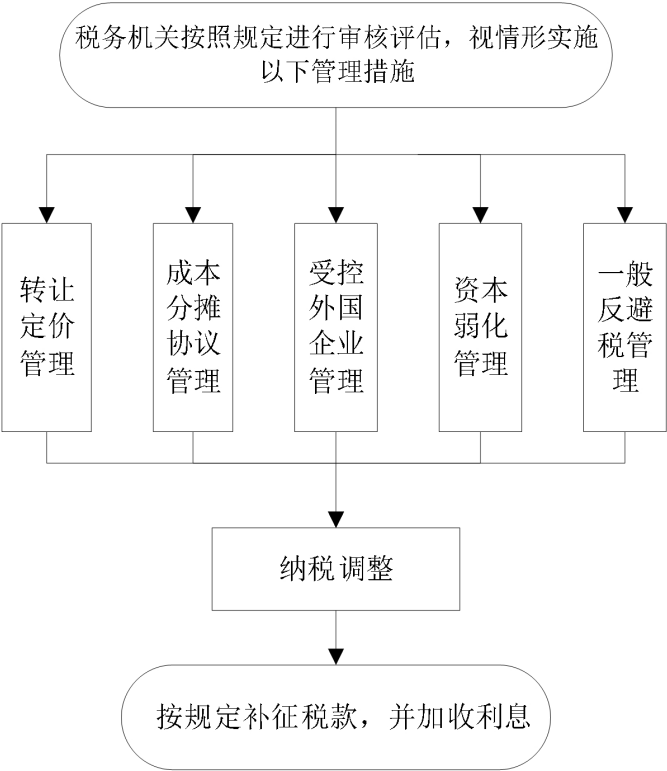 税务机关按照规定进行审核评估，视情形实施
以下管理措施
转让
定价
管理
成本
分摊
协议
管理
受控
外国
企业
管理
资本
弱化
管理
一般
反避
税管
理
纳税调整
按规定补征税款，并加收利息